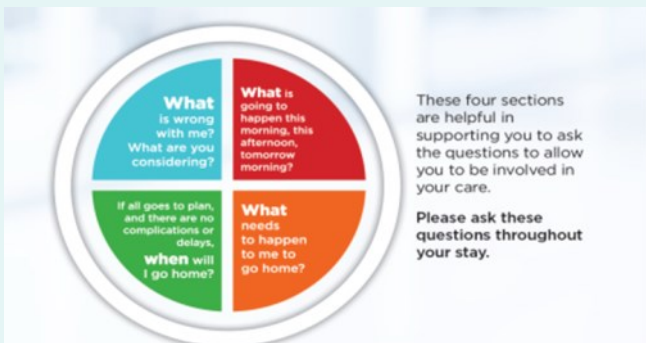 What
is wrong
with me?
What are you
considering?
What is
going to
happen this
morning, this
afternoon,
tomorrow
morning?
If all goes to plan,
and there are no
complications or
delays,
when will
I go home?
What
needs
to happen
to me to
go home?
These four sections
are helpful in
supporting you to ask
the questions to allow
you to be involved in
your care.
Please ask these
questions throughout
your stay.